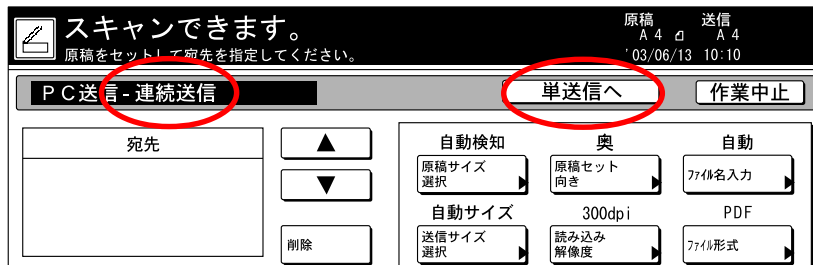 スキャンできます。
原稿をセットして宛先を指定してください。
原稿 送信
A4 A4
'03/06/13 10:10
PC送信-連続送信
単送信へ
作業中止
宛先
▲
▼
削除
自動検知 奥 自動
原稿サイズ
選択
原稿セット
向き
ファイル名入力
自動サイズ 300dpi PDF
送信サイズ
選択
読み込み
解像度
ファイル形式